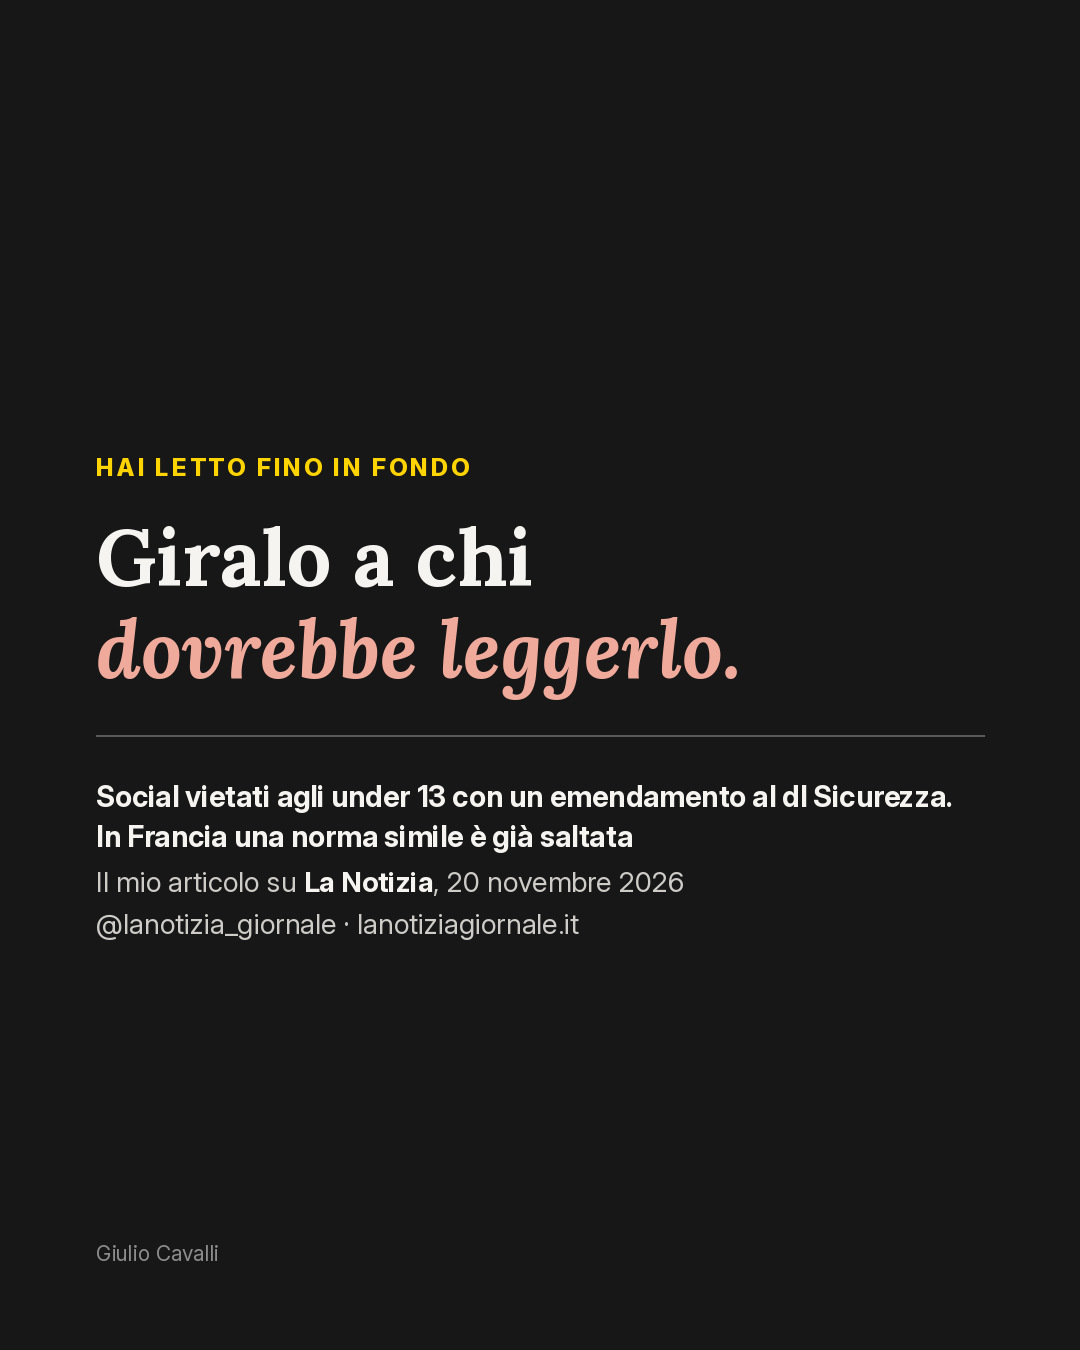 HAI LETTO FINO IN FONDO
Giralo a chi
dovrebbe leggerlo.
Social vietati agli under 13 con un emendamento al dl Sicurezza.
In Francia una norma simile è già saltata
Il mio articolo su La Notizia, 20 novembre 2026
@lanotizia_giornale · lanotiziagiornale.it
Giulio Cavalli